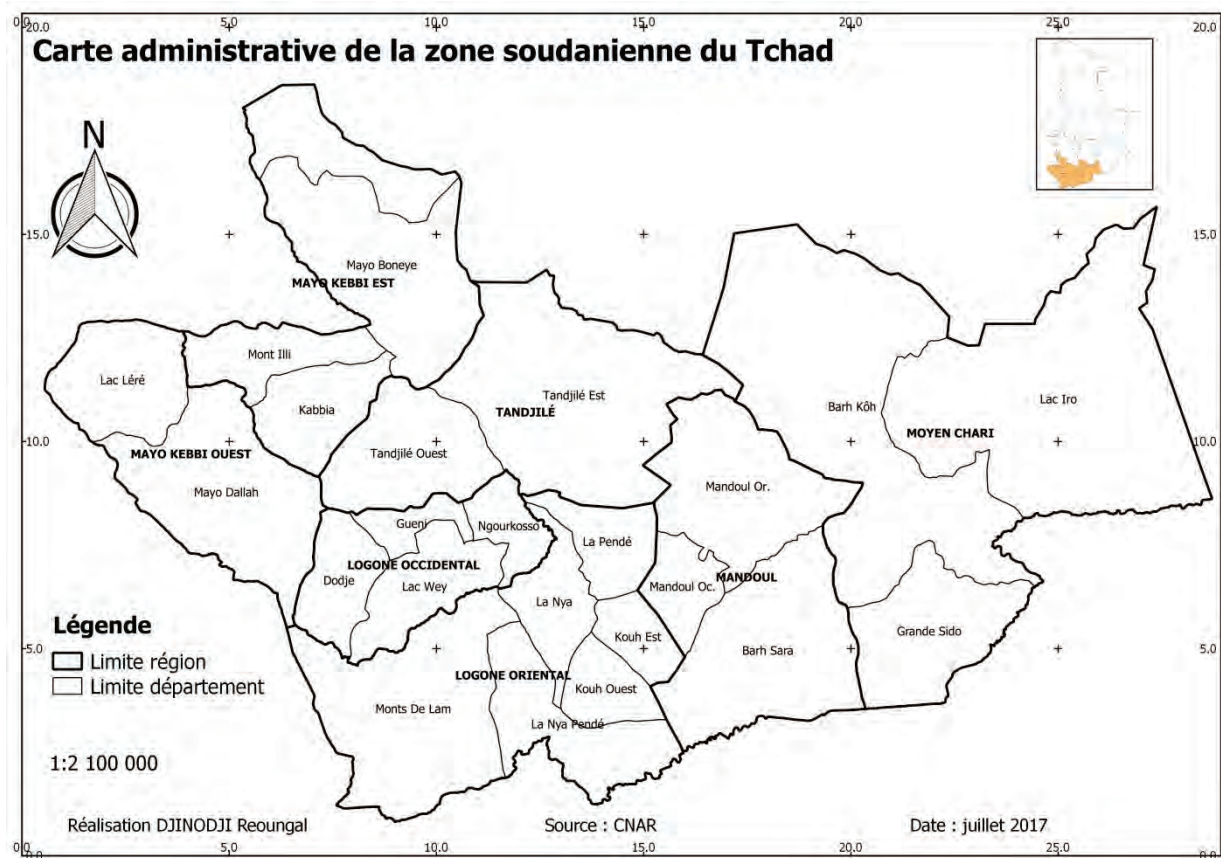 0.0
5.0
10.0
15.0
20.0
25.0
20.0
20.0
Carte administrative de la zone soudanienne du Tchad
N
15.0
15.0
Mayo Boneye
MAYO KEBBI EST
Mont Illi
Lac Léré
Kabbia
Tandjilé Est
TANDJILÉ
Barh Kôh
Lac Iro
MOYEN CHARI
10.0
10.0
Tandjilé Ouest
MAYO KEBBI OUEST
Mayo Dallah
Mandoul Or.
Gueni
Ngourkosso
La Pendé
LOGONE OCCIDENTAL
Dodje
Lac Wey
Mandoul Oc.
MANDOUL
La Nya
Kouh Est
Grande Sido
Barh Sara
Légende
5.0
5.0
Limite région
Limite département
LOGONE ORIENTAL
Kouh Ouest
Monts De Lam
La Nya Pendé
1:2 100 000
Réalisation DJINODJI Reoungal
Source : CNAR
Date : juillet 2017
0.0
0.0
5.0
10.0
15.0
20.0
25.0
0.0